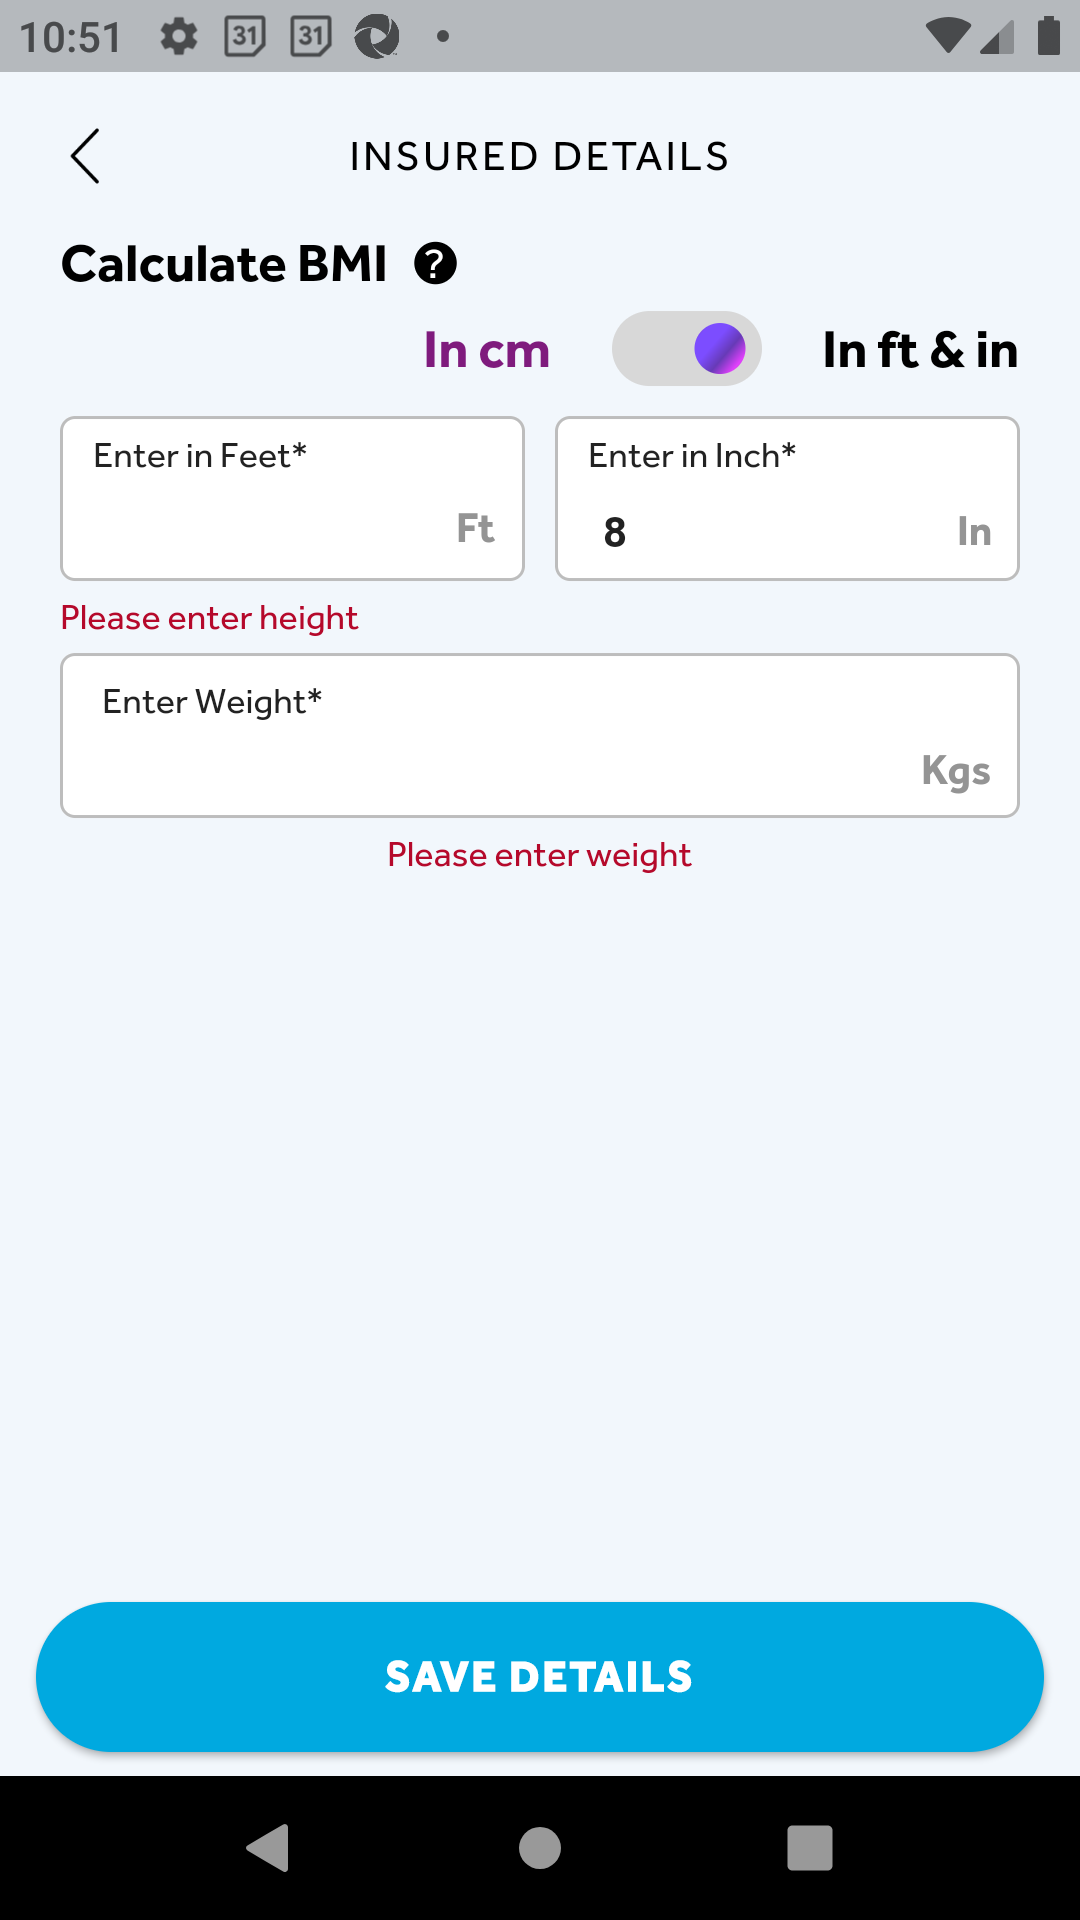 10:51
31 31
INSURED DETAILS
Calculate BMI ?
In cm In ft & in
Enter in Feet* Enter in Inch*
Ft 8 In
Please enter height
Enter Weight*
Kgs
Please enter weight
SAVE DETAILS